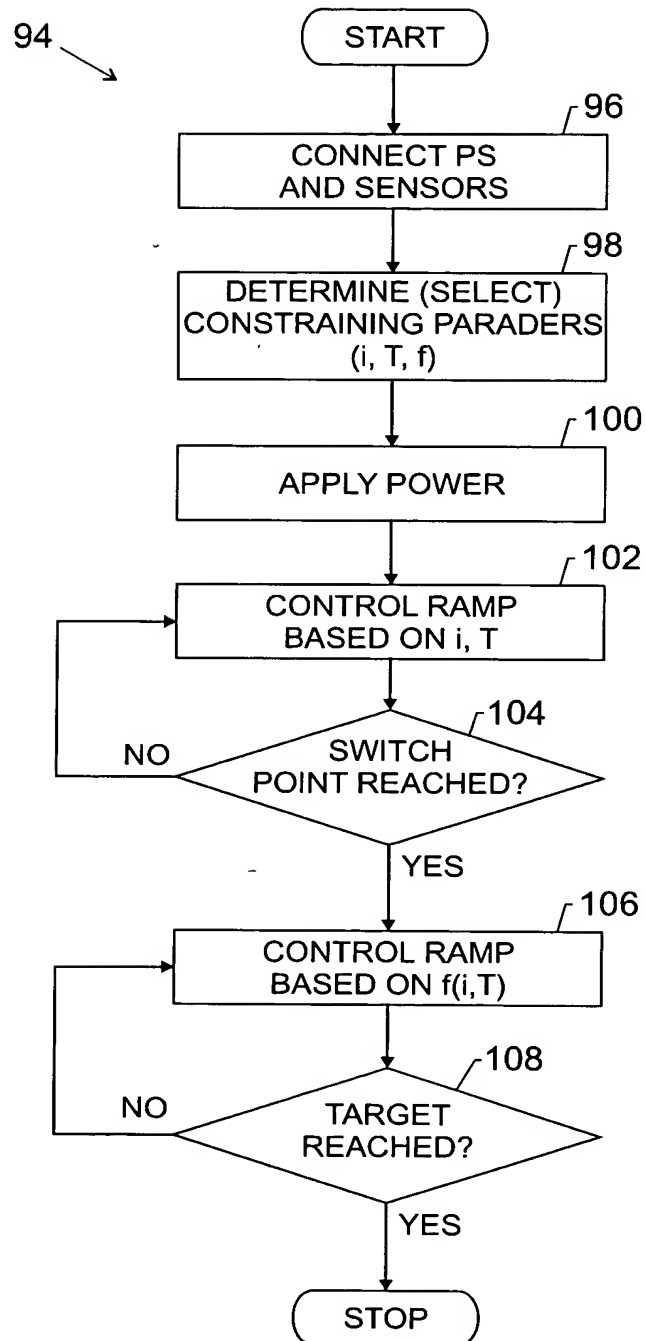 94
START
96
CONNECT PS
AND SENSORS
98
DETERMINE (SELECT)
CONSTRAINING PARADERS
(i, T, f)
100
APPLY POWER
102
CONTROL RAMP
BASED ON i, T
104
NO
SWITCH
POINT REACHED?
YES
106
CONTROL RAMP
BASED ON f(i,T)
108
NO
TARGET
REACHED?
YES
STOP